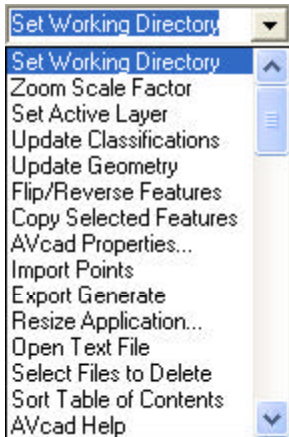 Set Working Directory
Set Working Directory
Zoom Scale Factor
Set Active Layer
Update Classifications
Update Geometry
Flip/Reverse Features
Copy Selected Features
AVcad Properties...
Import Points
Export Generate
Resize Application...
Open Text File
Select Files to Delete
Sort Table of Contents
AVcad Help